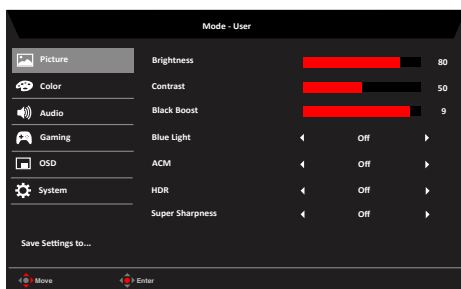 Mode - User
Picture
Brightness 80
Contrast 50
Color
Black Boost 9
Audio
Blue Light Off
Gaming
ACM Off
OSD
HDR Off
System
Super Sharpness Off
Save Settings to...
Move Enter